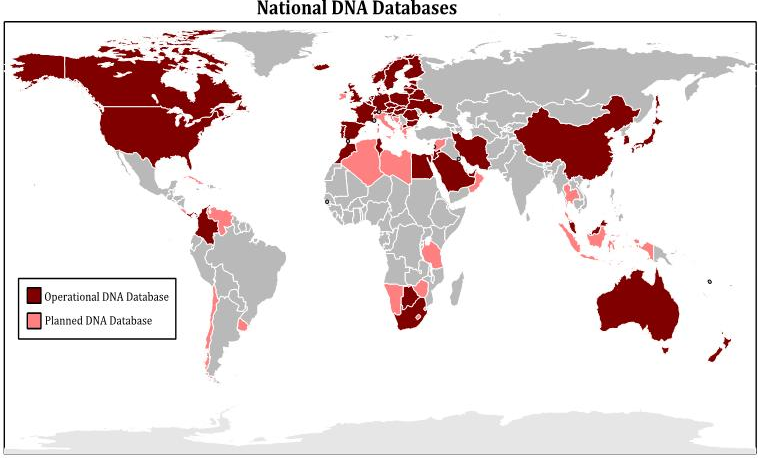 National DNA Databases
Operational DNA Database
Planned DNA Database